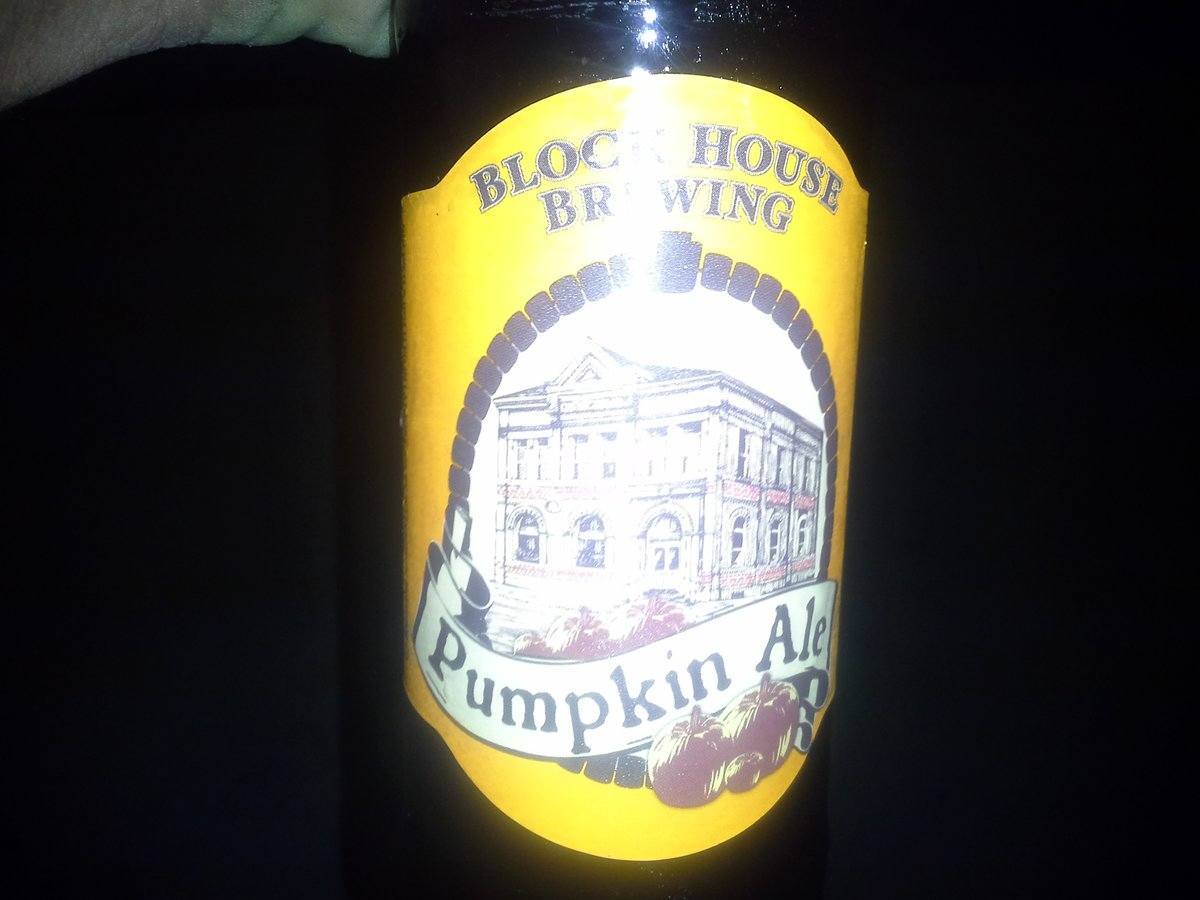 BLOCK HOUSE
BREWING
Pumpkin Ale